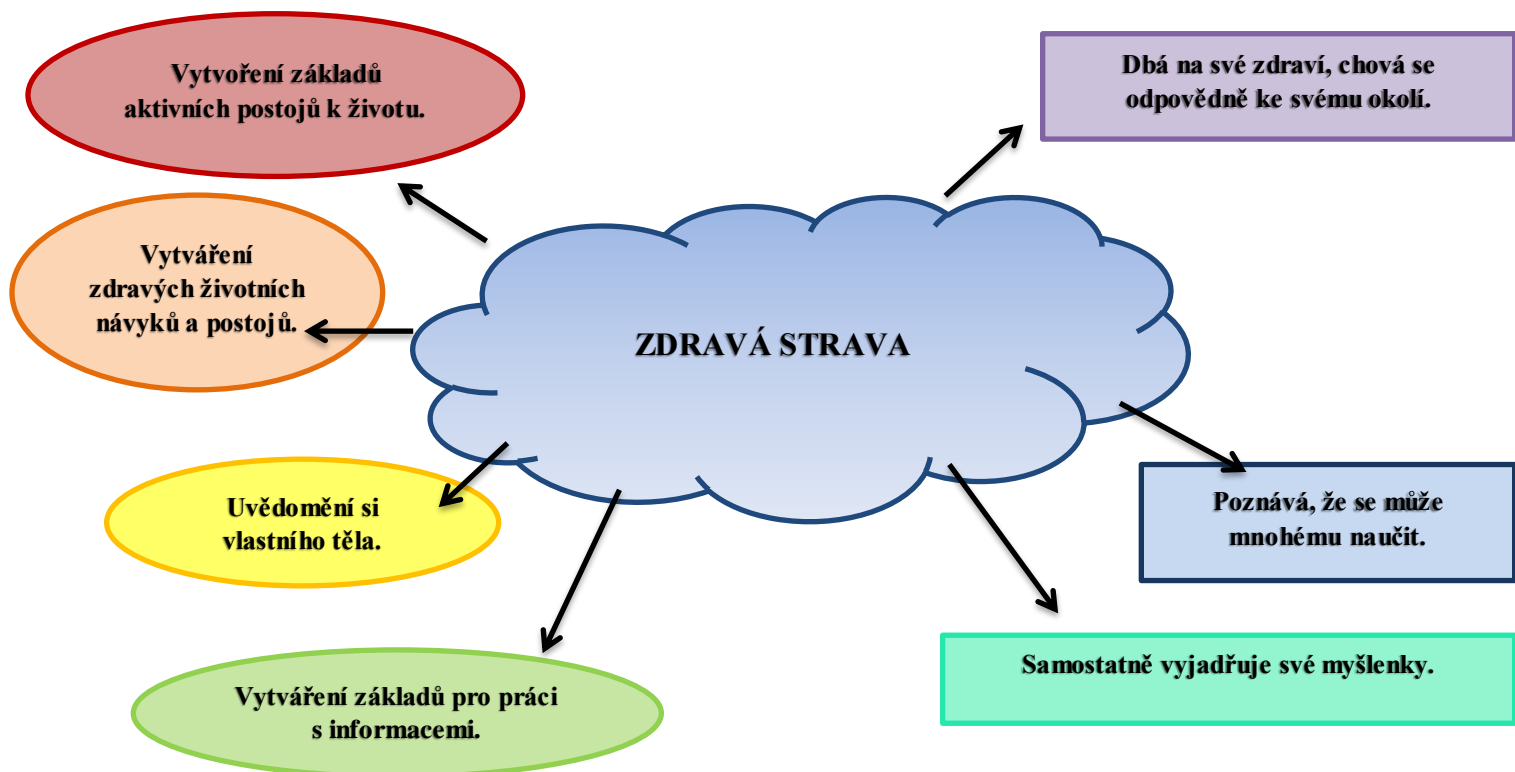 Vytvoření základů
aktivních postojů k životu.
Dbá na své zdraví, chová se
odpovědně ke svému okolí.
Vytváření
zdravých životních
návyků a postojů.
ZDRAVÁ STRAVA
Uvědomění si
vlastního těla.
Poznává, že se může
mnohému naučit.
Vytváření základů pro práci
s informacemi.
Samostatně vyjadřuje své myšlenky.